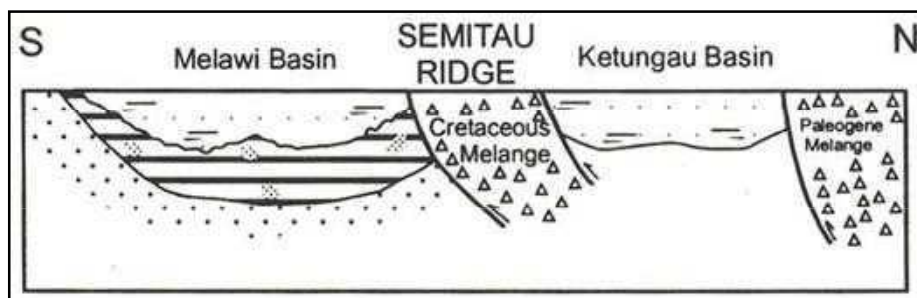 S
Melawi Basin
SEMITAU
RIDGE
Ketungau Basin
N
Cretaceous
Melange
Paleogene
Melange